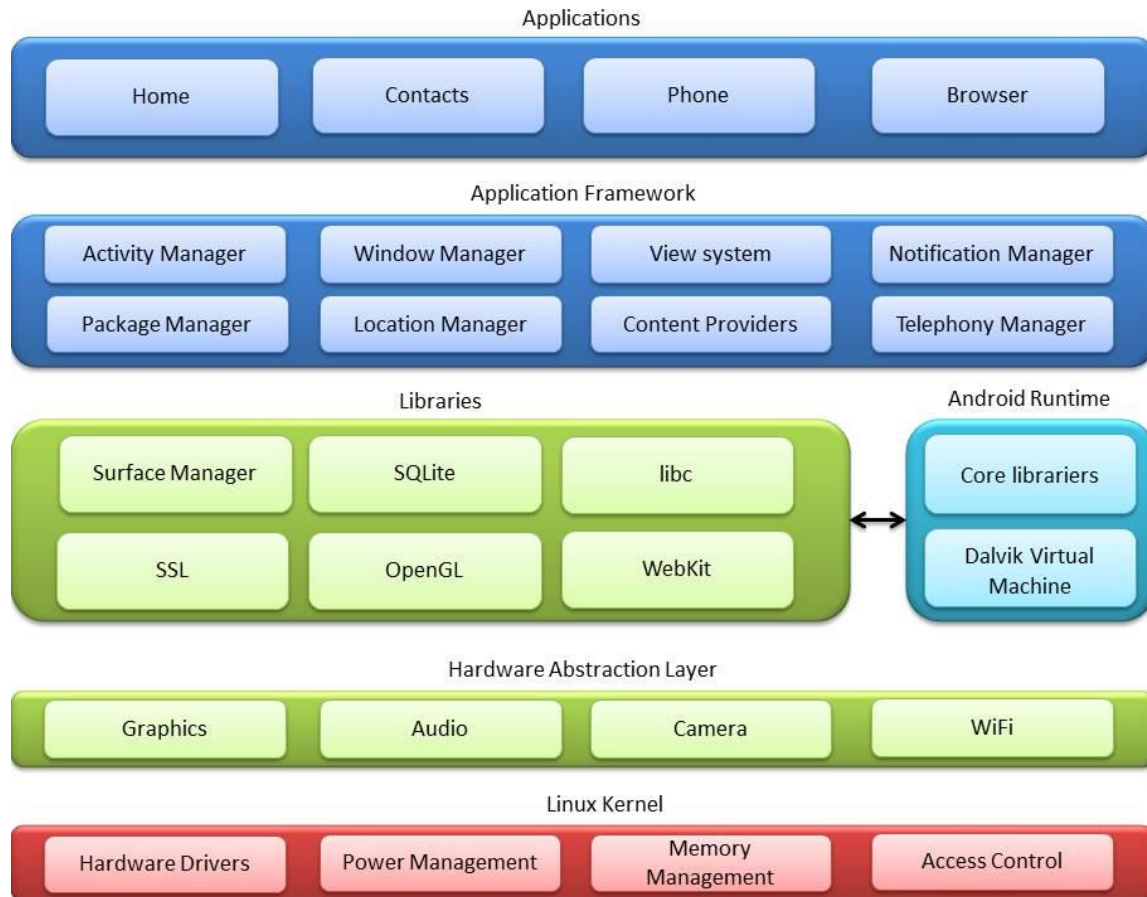 Applications
Home
Contacts
Phone
Browser
Application Framework
Activity Manager
Window Manager
View system
Notification Manager
Package Manager
Location Manager
Content Providers
Telephony Manager
Libraries
Surface Manager
SQLite
libc
SSL
OpenGL
WebKit
Android Runtime
Core librariers
Dalvik Virtual
Machine
Hardware Abstraction Layer
Graphics
Audio
Camera
WiFi
Linux Kernel
Hardware Drivers
Power Management
Memory
Management
Access Control